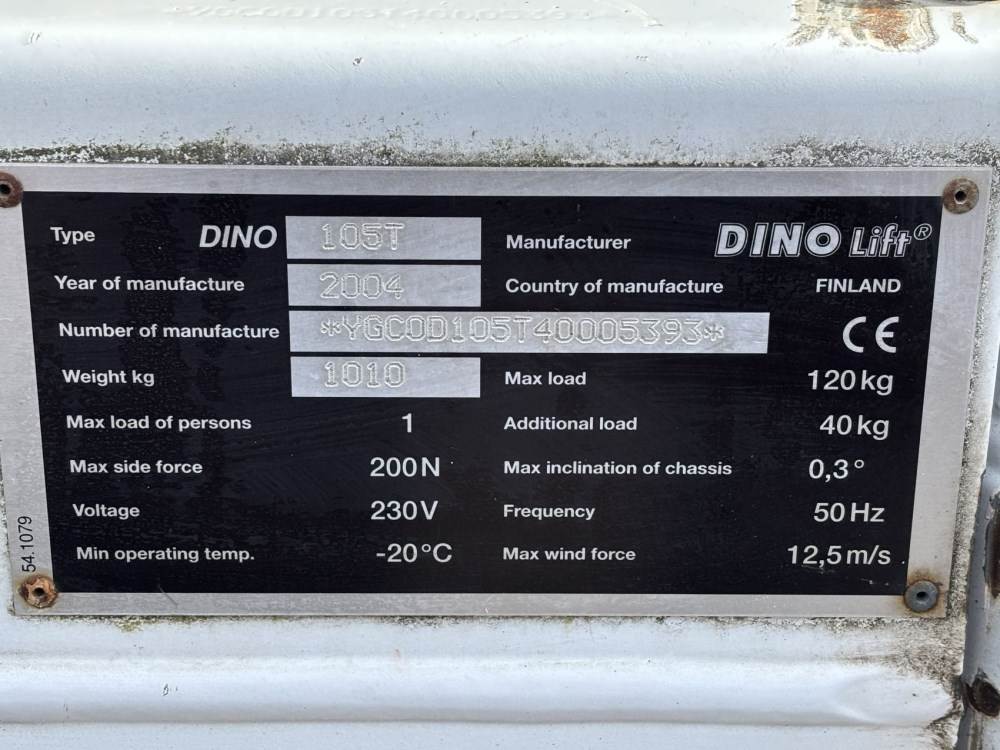 Type DINO 105T Manufacturer DINO Lift®
Year of manufacture 2004 Country of manufacture FINLAND
Number of manufacture *YGC0D105T40005393* CE
Weight kg 1010 Max load 120 kg
Max load of persons 1 Additional load 40 kg
Max side force 200 N Max inclination of chassis 0,3°
Voltage 230 V Frequency 50 Hz
Min operating temp. -20°C Max wind force 12,5 m/s
54.1079